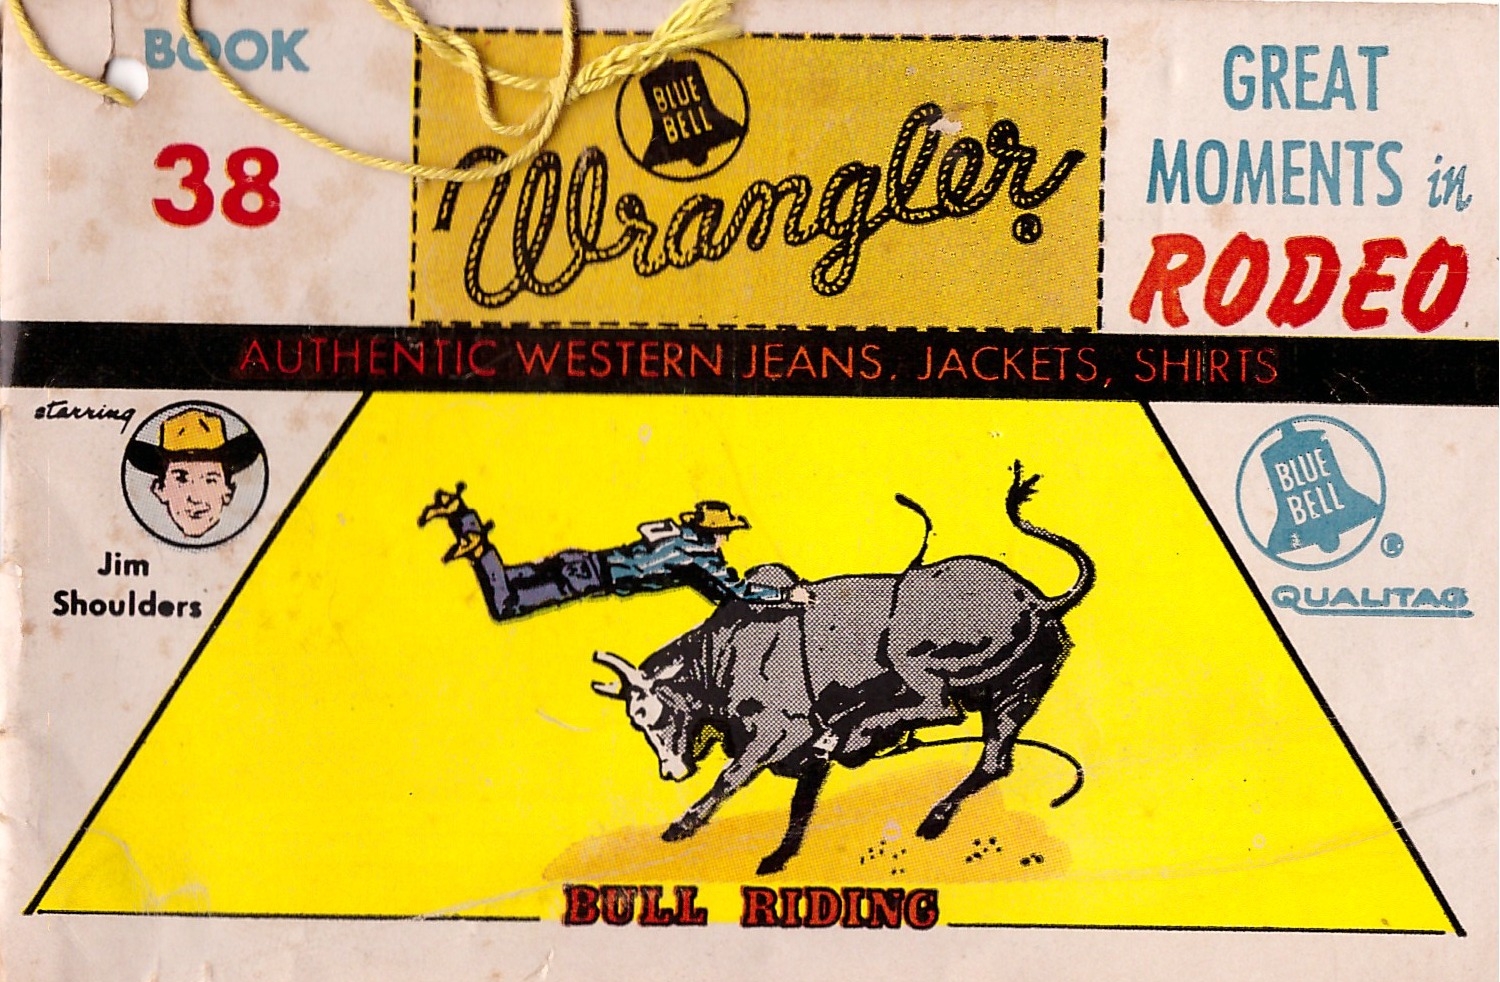 BOOK
38
BLUE
BELL
Wrangler®
GREAT
MOMENTS in
RODEO
AUTHENTIC WESTERN JEANS, JACKETS, SHIRTS
starring
Jim
Shoulders
BLUE
BELL
QUALITAG
BULL RIDING